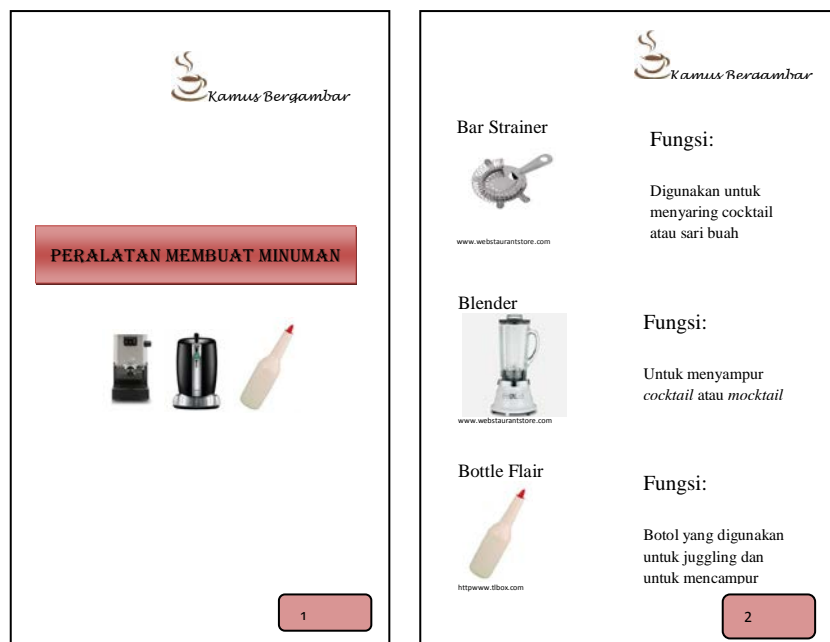 Kamus Bergambar
PERALATAN MEMBUAT MINUMAN
1
Kamus Bergambar
Bar Strainer
www.webstaurantstore.com
Fungsi:
Digunakan untuk
menyaring cocktail
atau sari buah
Blender
www.webstaurantstore.com
Fungsi:
Untuk menyampur
cocktail atau mocktail
Bottle Flair
httpwww.tlbox.com
Fungsi:
Botol yang digunakan
untuk juggling dan
untuk mencampur
2